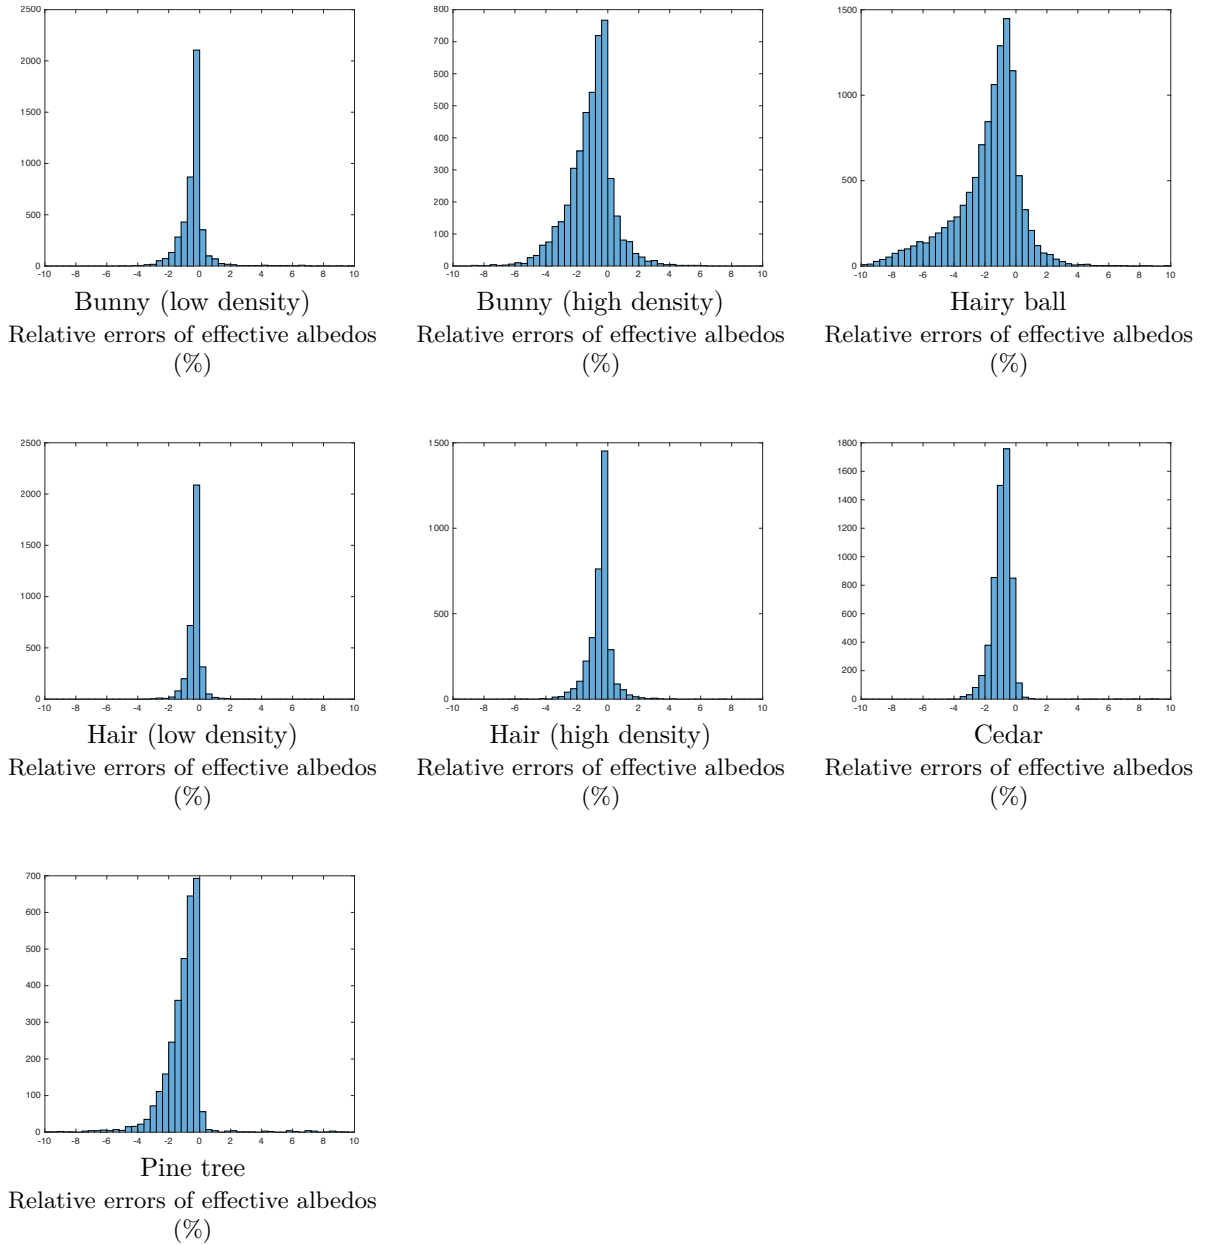 2500
2000
1500
1000
500
0
-10 -8 -6 -4 -2 0 2 4 6 8 10
Bunny (low density)
Relative errors of effective albedos
(%)
800
700
600
500
400
300
200
100
0
-10 -8 -6 -4 -2 0 2 4 6 8 10
Bunny (high density)
Relative errors of effective albedos
(%)
1500
1000
500
0
-10 -8 -6 -4 -2 0 2 4 6 8 10
Hairy ball
Relative errors of effective albedos
(%)
2500
2000
1500
1000
500
0
-10 -8 -6 -4 -2 0 2 4 6 8 10
Hair (low density)
Relative errors of effective albedos
(%)
1500
1000
500
0
-10 -8 -6 -4 -2 0 2 4 6 8 10
Hair (high density)
Relative errors of effective albedos
(%)
1800
1600
1400
1200
1000
800
600
400
200
0
-10 -8 -6 -4 -2 0 2 4 6 8 10
Cedar
Relative errors of effective albedos
(%)
700
600
500
400
300
200
100
0
-10 -8 -6 -4 -2 0 2 4 6 8 10
Pine tree
Relative errors of effective albedos
(%)